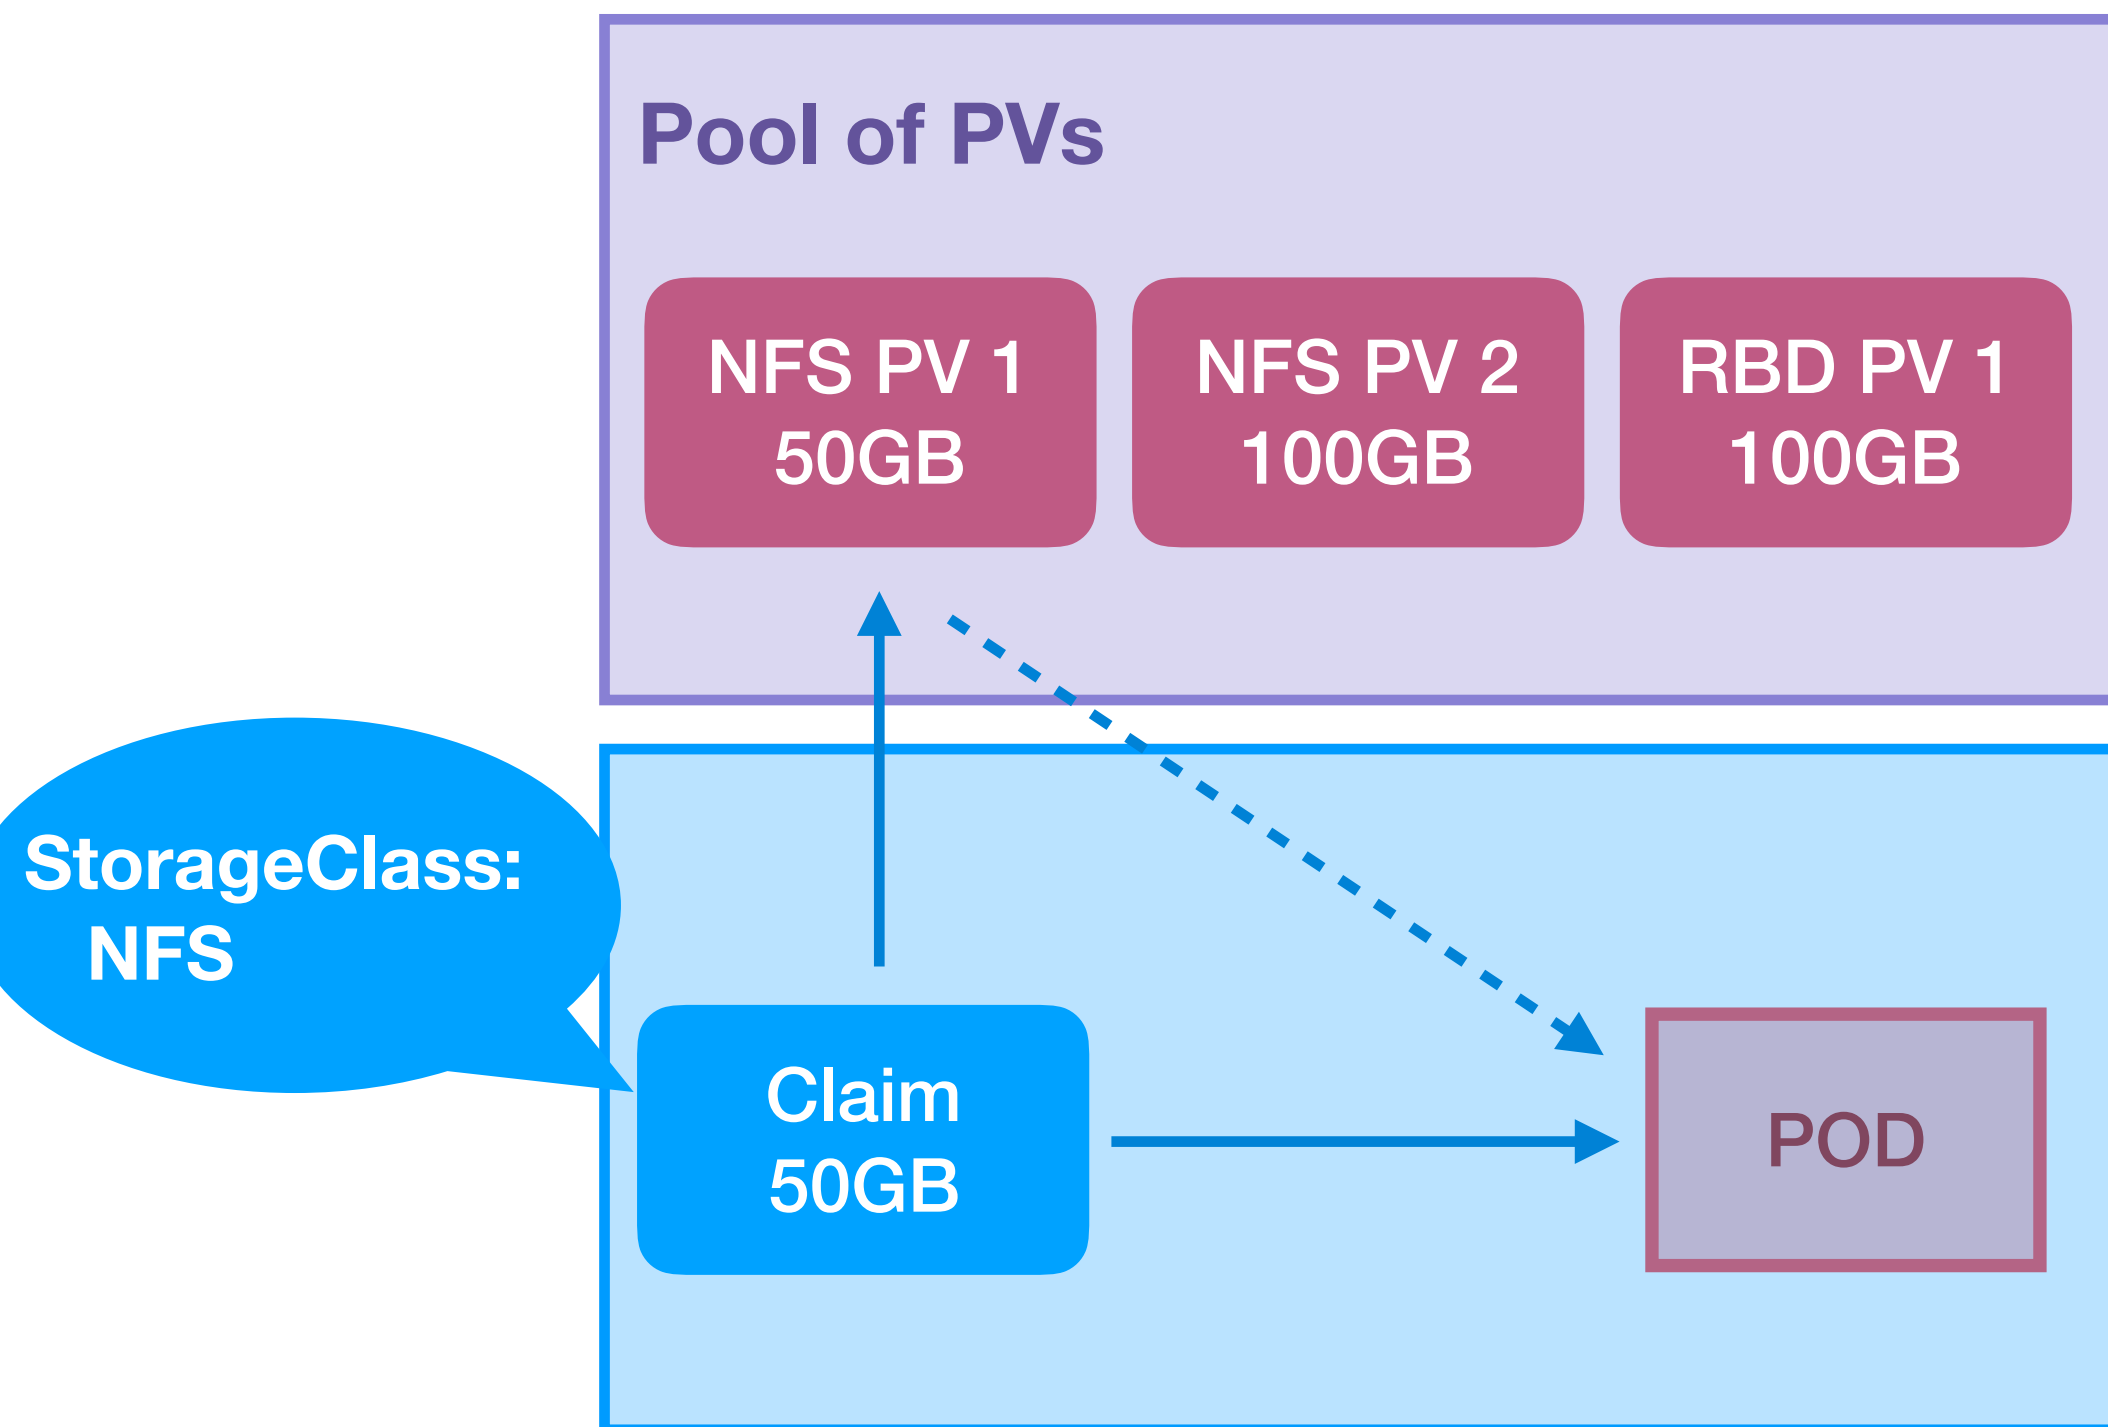 Pool of PVs
NFS PV 1
50GB
NFS PV 2
100GB
RBD PV 1
100GB
StorageClass:
NFS
Claim
50GB
POD